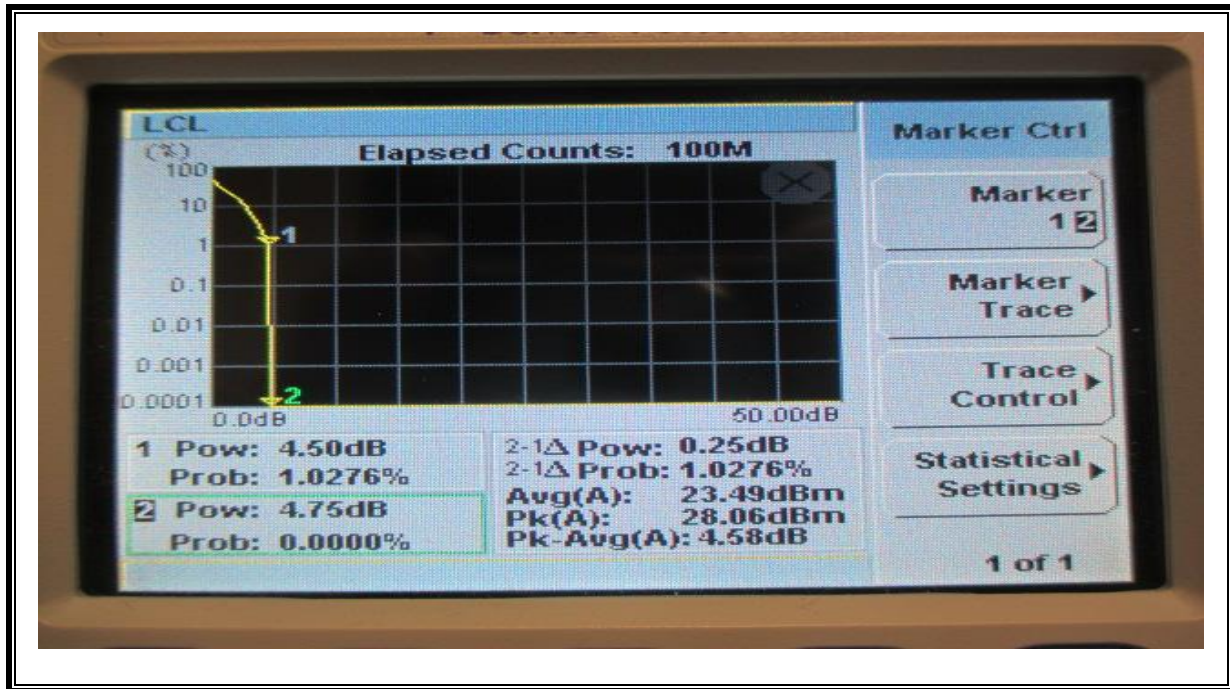 LCL
(%)
Elapsed Counts: 100M
100
10
1
0.1
0.01
0.001
0.0001
1
2
0.0dB
50.00dB
1 Pow: 4.50dB
Prob: 1.0276%
2 Pow: 4.75dB
Prob: 0.0000%
2-1Δ Pow: 0.25dB
2-1Δ Prob: 1.0276%
Avg(A): 23.49dBm
Pk(A): 28.06dBm
Pk-Avg(A): 4.58dB
Marker Ctrl
Marker
1 2
Marker
Trace
Trace
Control
Statistical
Settings
1 of 1